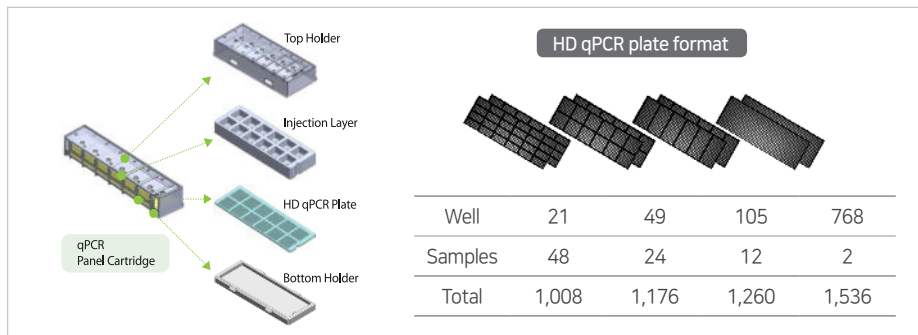 Top Holder
Injection Layer
HD qPCR Plate
Bottom Holder
qPCR
Panel Cartridge
HD qPCR plate format
Well 21 49 105 768
Samples 48 24 12 2
Total 1,008 1,176 1,260 1,536